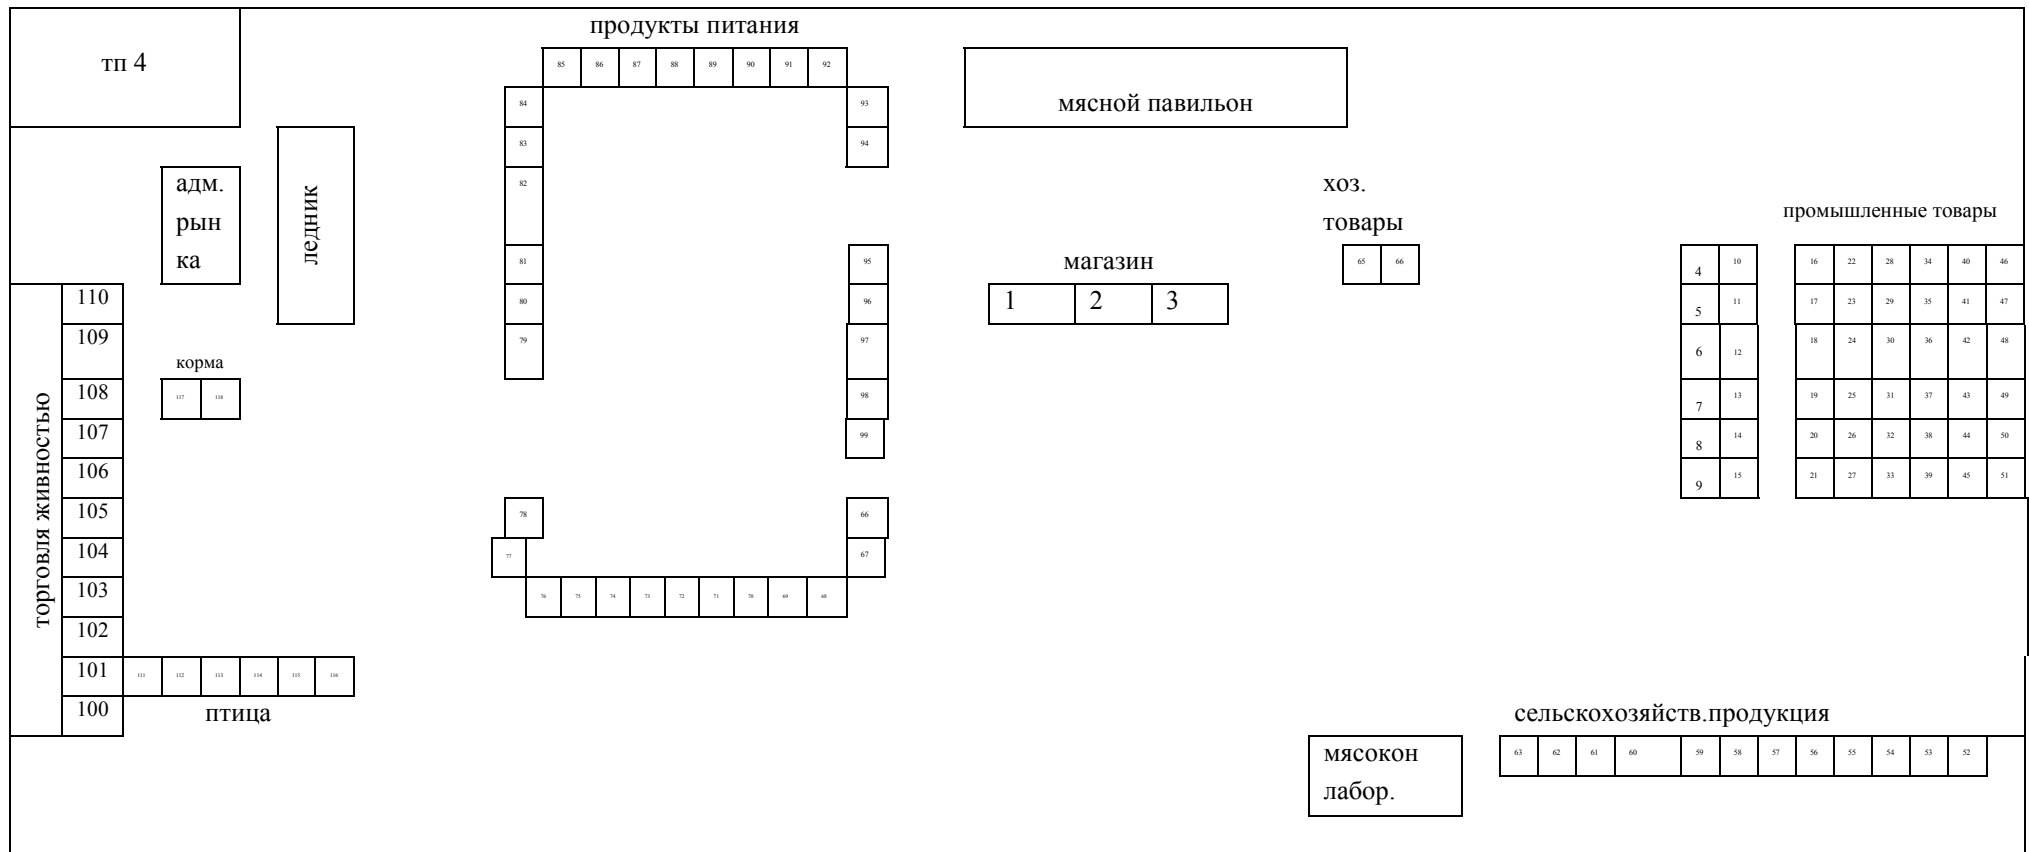 продукты питания
тп 4
85 86 87 88 89 90 91 92
мясной павильон
84 93
83 94
адм.
рын
ка
ледник
82
хоз.
товары
промышленные товары
81 95
магазин
65 66
4 10 16 22 28 34 40 46
110
80 96
1 2 3
5 11 17 23 29 35 41 47
109
79 97
6 12 18 24 30 36 42 48
корма
торговля живностью
108
117 118
98
7 13 19 25 31 37 43 49
107
99
8 14 20 26 32 38 44 50
106
9 15 21 27 33 39 45 51
105
78 66
104
77 67
103
76 75 74 73 72 71 70 69 68
102
101 111 112 113 114 115 116
100
птица
сельскохозяйств.продукция
мясокон
лабор.
63 62 61 60 59 58 57 56 55 54 53 52